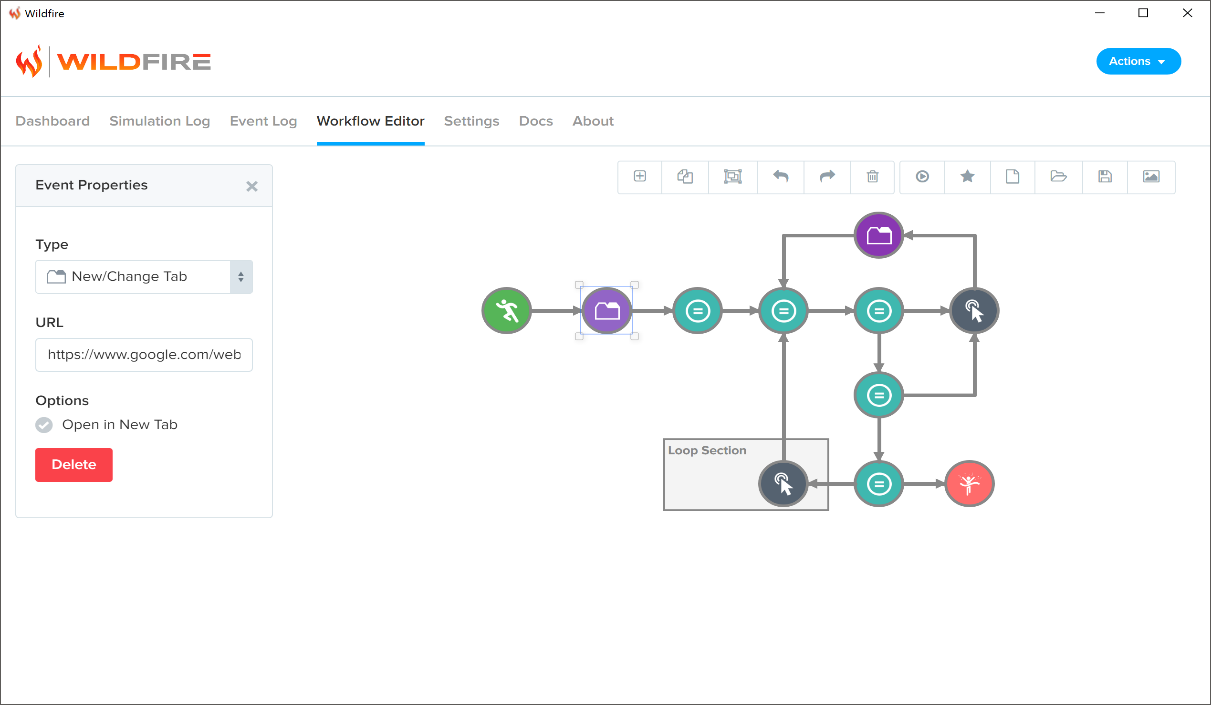 Wildfire
WILDFIRE
Actions
Dashboard Simulation Log Event Log Workflow Editor Settings Docs About
Event Properties
Type
New/Change Tab
URL
https://www.google.com/web
Options
Open in New Tab
Delete
Loop Section